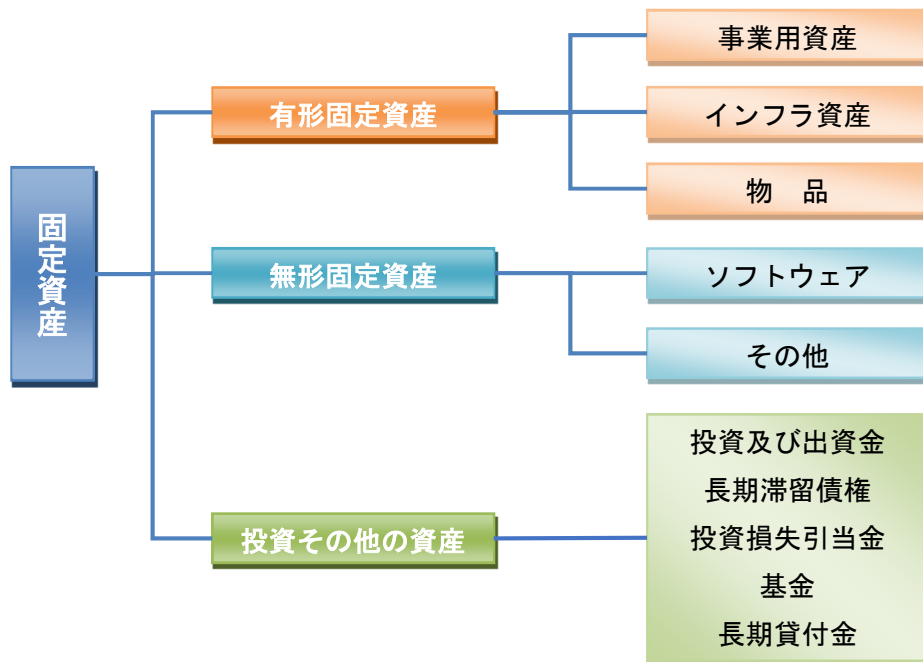 固定資産
有形固定資産
事業用資産
インフラ資産
物　品
無形固定資産
ソフトウェア
その他
投資その他の資産
投資及び出資金
長期滞留債権
投資損失引当金
基金
長期貸付金